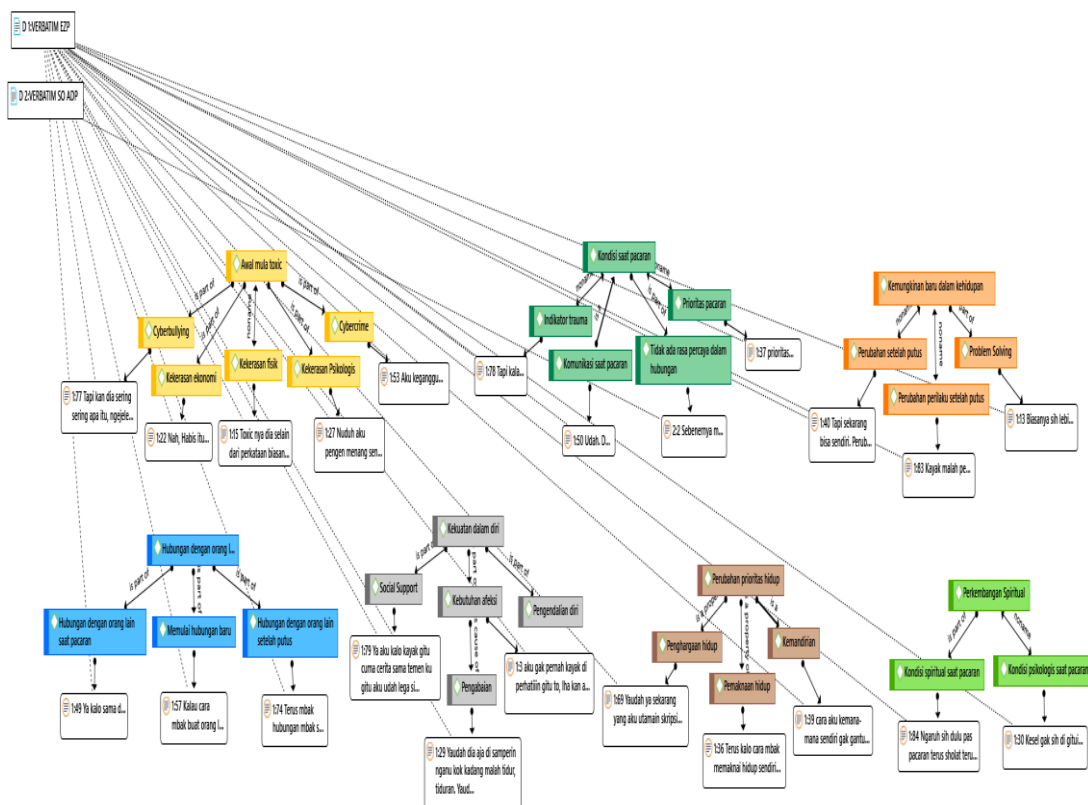 D 1:VERBATIM EZP
D 2:VERBATIM SO ADP
Awal mula toxic
is part of
is part of
noname
is part of
Cyberbullying
Kekerasan ekonomi
Kekerasan fisik
Kekerasan Psikologis
Cybercrime
1:77 Tapi kan dia sering
sering apa itu, ngejele...
1:22 Nah, Habis itu...
1:15 Toxic nya dia selain
dari perkataan biasan...
1:27 Nuduh aku
pengen menang sen...
1:53 Aku keganggu...
Kondisi saat pacaran
noname
is a
is part of
noname
Indikator trauma
Komunikasi saat pacaran
Tidak ada rasa percaya dalam
hubungan
Prioritas pacaran
1:78 Tapi kala...
1:50 Udah. D...
2:2 Sebenernya m...
1:37 prioritas...
Kemungkinan baru dalam kehidupan
noname
noname
part of
Perubahan setelah putus
Perubahan perilaku setelah putus
Problem Solving
1:40 Tapi sekarang
bisa sendiri. Perub...
1:83 Kayak malah pe...
1:13 Biasanya sih lebi...
Hubungan dengan orang l...
is part of
is part of
is part of
Hubungan dengan orang lain
saat pacaran
Memulai hubungan baru
Hubungan dengan orang lain
setelah putus
1:49 Ya kalo sama d...
1:57 Kalau cara
mbak buat orang l...
1:74 Terus mbak
hubungan mbak s...
Kekuatan dalam diri
is part of
part of
is part of
Social Support
Kebutuhan afeksi
Pengendalian diri
cause of
Pengabaian
1:79 Ya aku kalo kayak gitu
cuma cerita sama temen ku
gitu aku udah lega si...
1:3 aku gak pernah kayak di
perhatiiin gitu to, lha kan a...
1:29 Yaudah dia aja di samperin
nganu kok kadang malah tidur,
tiduran. Yaud...
Perubahan prioritas hidup
is a prope
is a property of
is a
Penghargaan hidup
Pemaknaan hidup
Kemandirian
1:69 Yaudah ya sekarang
yang aku utamain skripsi...
1:36 Terus kalo cara mbak
memaknai hidup sendiri...
1:39 cara aku kemana-
mana sendiri gak gantu...
Perkembangan Spiritual
is part of
noname
Kondisi spiritual saat pacaran
Kondisi psikologis saat pacaran
1:84 Ngaruh sih dulu pas
pacaran terus sholat teru...
1:30 Kesel gak sih di gitui...